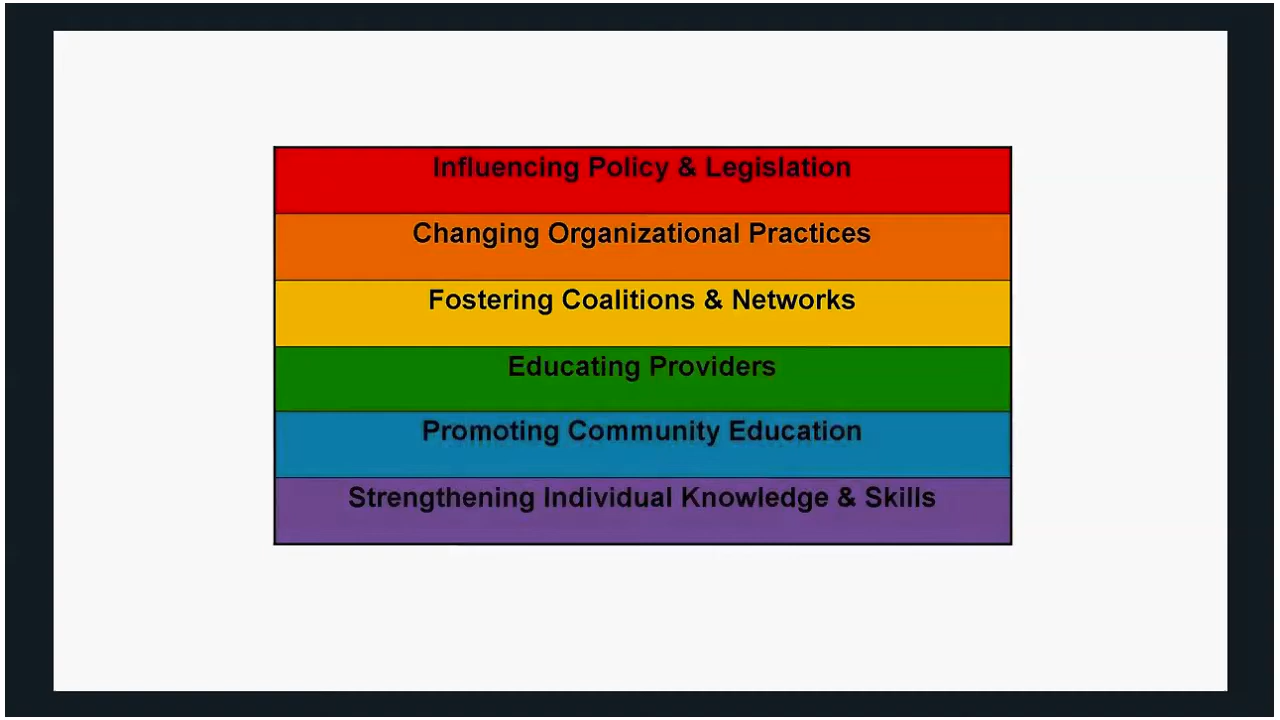 Influencing Policy & Legislation
Changing Organizational Practices
Fostering Coalitions & Networks
Educating Providers
Promoting Community Education
Strengthening Individual Knowledge & Skills